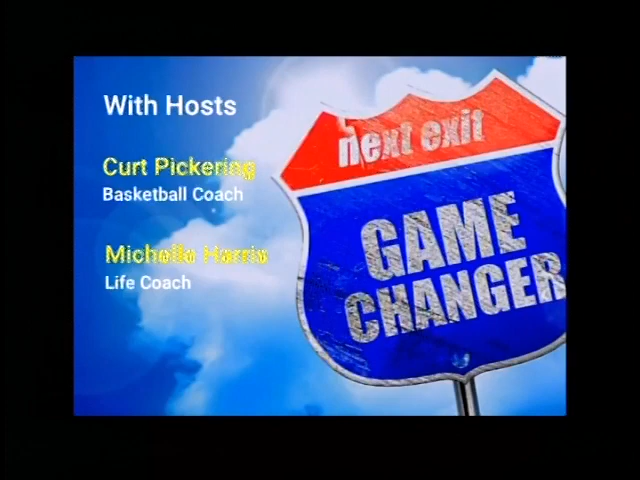 With Hosts
Curt Pickering
Basketball Coach
Michelle Harris
Life Coach
next exit
GAME
CHANGER